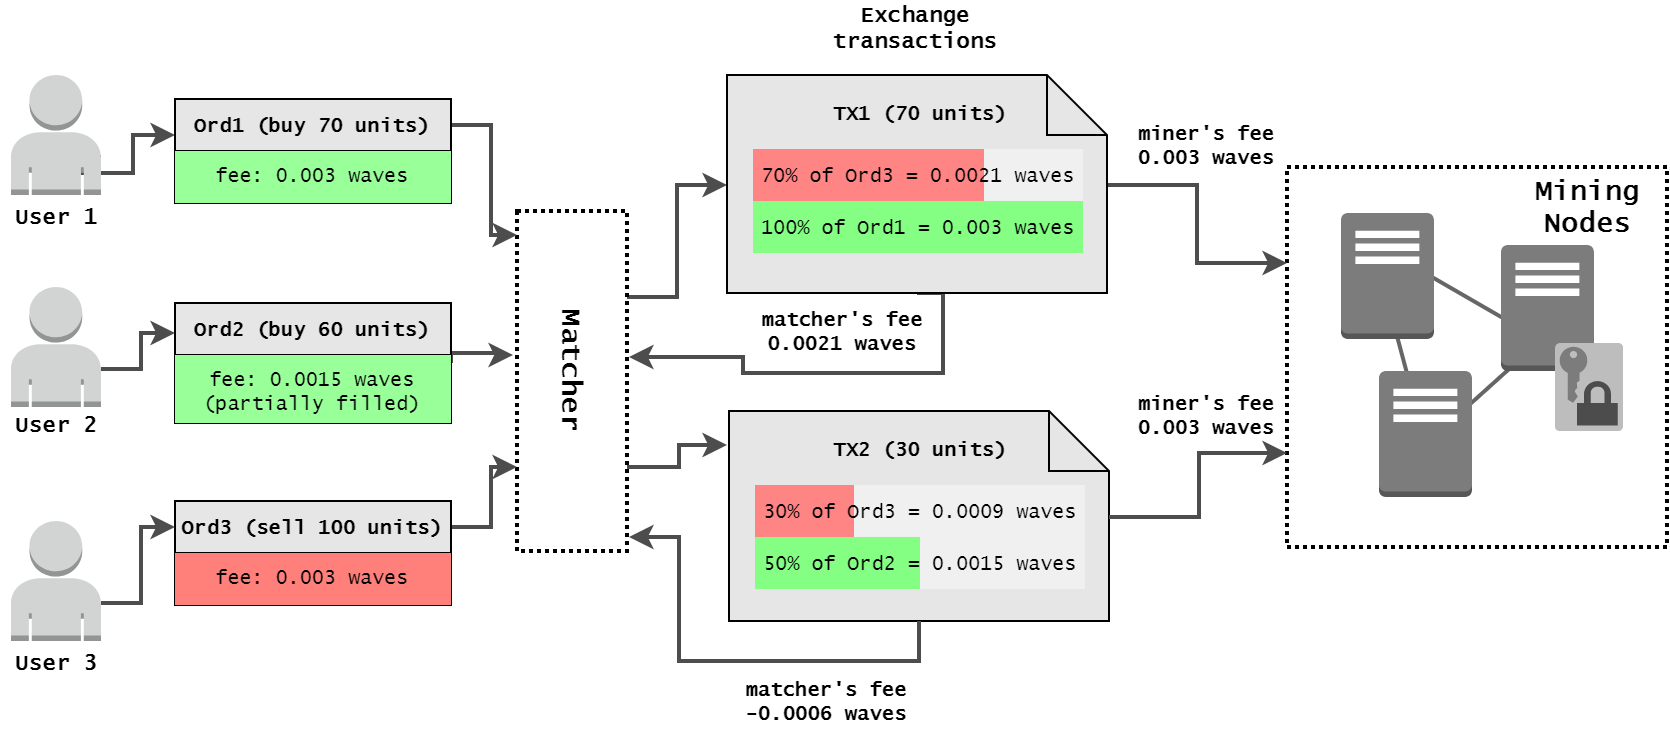 Exchange
transactions
Ord1 (buy 70 units)
fee: 0.003 waves
User 1
Ord2 (buy 60 units)
fee: 0.0015 waves
(partially filled)
User 2
Ord3 (sell 100 units)
fee: 0.003 waves
User 3
Matcher
TX1 (70 units)
70% of Ord3 = 0.0021 waves
100% of Ord1 = 0.003 waves
matcher's fee
0.0021 waves
TX2 (30 units)
30% of Ord3 = 0.0009 waves
50% of Ord2 = 0.0015 waves
matcher's fee
-0.0006 waves
miner's fee
0.003 waves
miner's fee
0.003 waves
Mining
Nodes